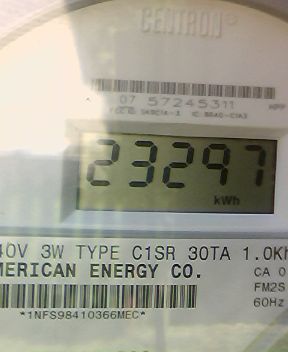 CENTRON®
07 57245311
23297
kWh
40V 3W TYPE C1SR 30TA 1.0Kh
MERICAN ENERGY CO.
CA 0
FM2S
60Hz
*1NFS98410366MEC*